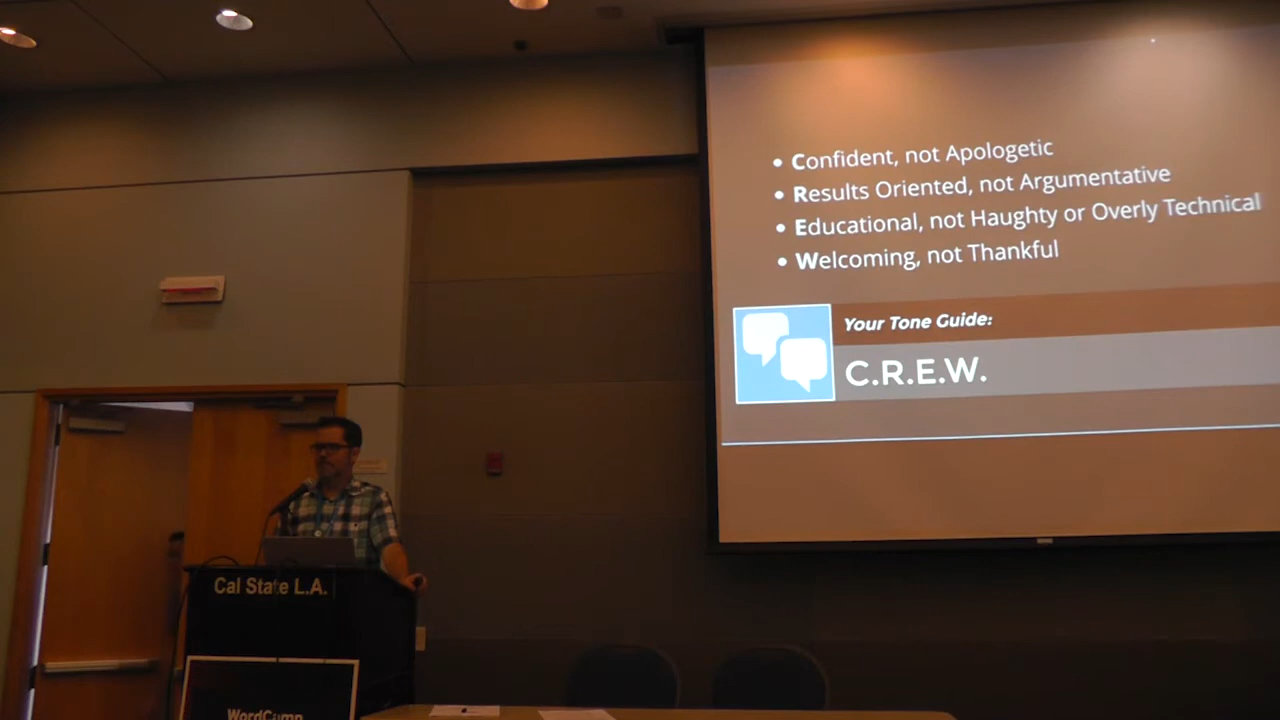 • Confident, not Apologetic
• Results Oriented, not Argumentative
• Educational, not Haughty or Overly Technical
• Welcoming, not Thankful
Your Tone Guide:
C.R.E.W.
Cal State L.A.
WordCamp